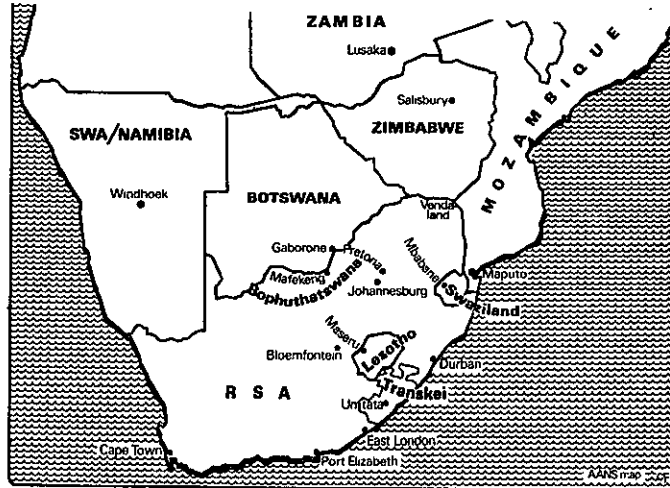 ZAMBIA
Lusaka
Salisbury
ZIMBABWE
MOZAMBIQUE
SWA/NAMIBIA
Windhoek
BOTSWANA
Venda-
land
Gaborone
Pretoria
Mafekeng
Bophuthatswana
Johannesburg
Mbabane
Maputo
Swaziland
Maseru
Lesotho
Bloemfontein
Durban
RSA
Transkei
Umtata
East London
Cape Town
Port Elizabeth
AANS map